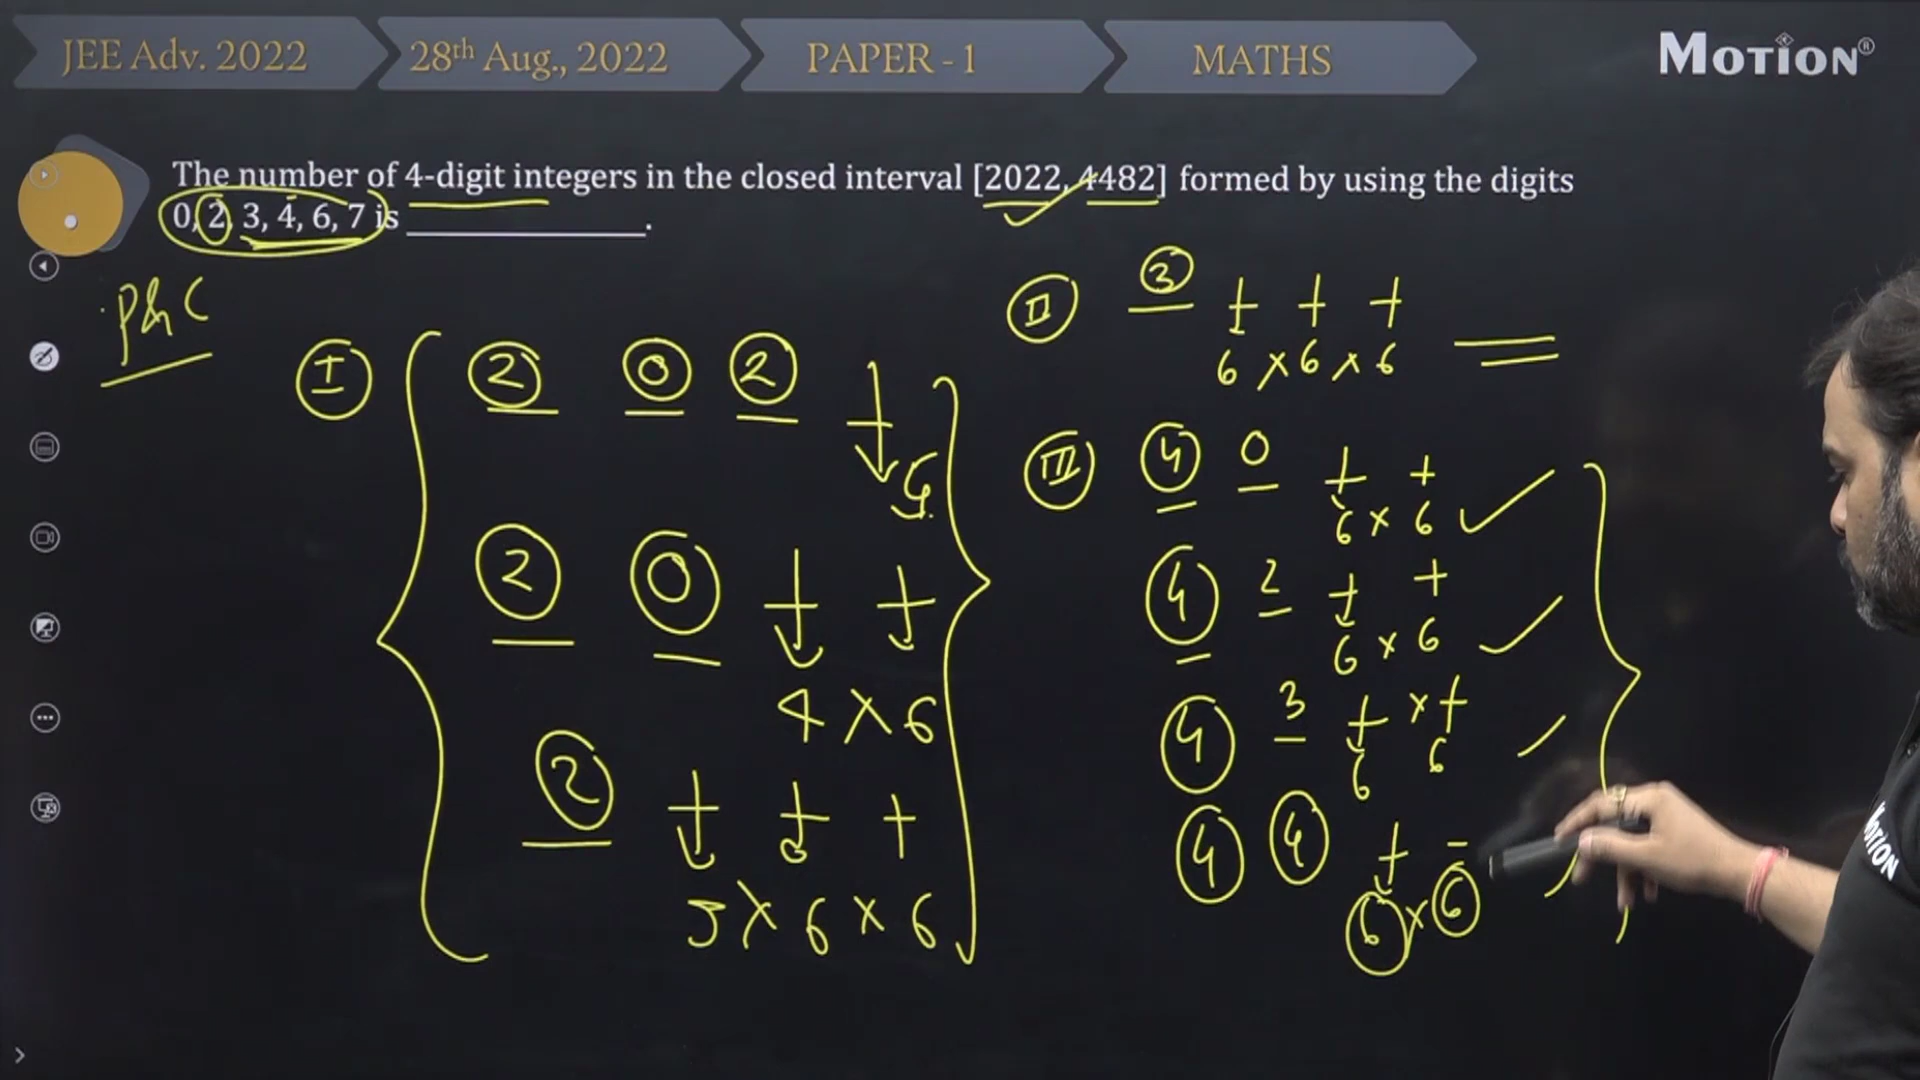 JEE Adv. 2022 28th Aug., 2022 PAPER - 1 MATHS MOTION®
The number of 4-digit integers in the closed interval [2022, 4482] formed by using the digits
0, 2, 3, 4, 6, 7 is ________________.
P&C
I
2 0 2
5
2 0
4 × 6
2
5 × 6 × 6
II 3
6 × 6 × 6
III 4 0
6 × 6
4 2
6 × 6
4 3 ×
6 6
4 4
6 × 6
MOTION